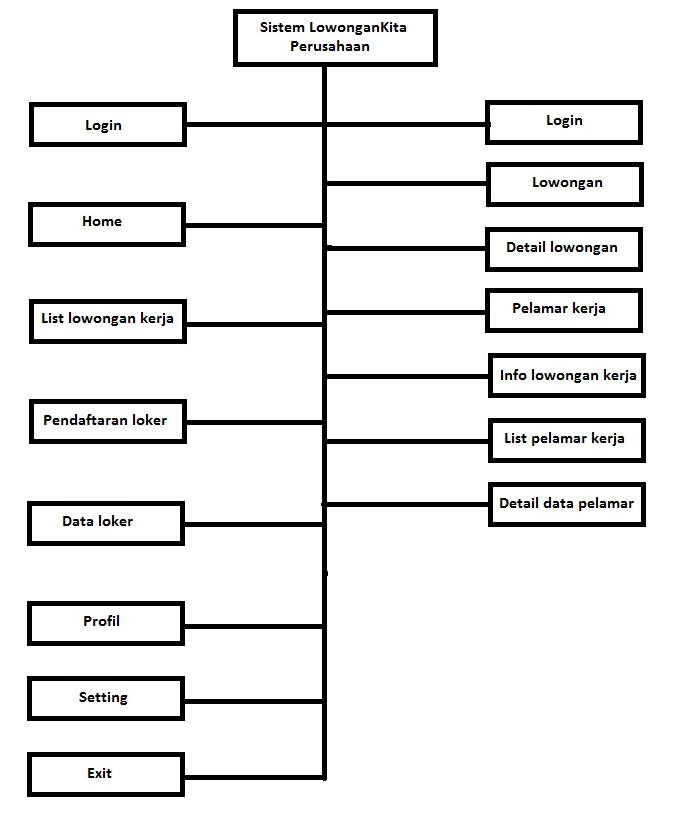 Sistem LowonganKita
Perusahaan
Login
Home
List lowongan kerja
Pendaftaran loker
Data loker
Profil
Setting
Exit
Login
Lowongan
Detail lowongan
Pelamar kerja
Info lowongan kerja
List pelamar kerja
Detail data pelamar